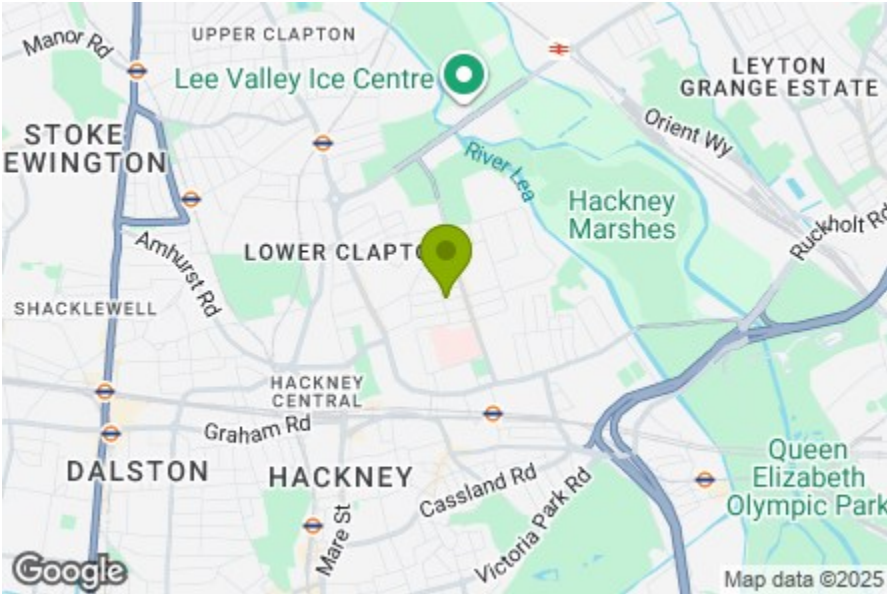 UPPER CLAPTON
Manor Rd
Lee Valley Ice Centre
LEYTON
GRANGE ESTATE
STOKE
EWINGTON
Orient Wy
River Lea
Hackney
Marshes
Ruckholt Rd
LOWER CLAPTO
Amhurst Rd
SHACKLEWELL
HACKNEY
CENTRAL
Graham Rd
DALSTON
HACKNEY
Cassland Rd
Queen
Elizabeth
Olympic Park
Mare St
Victoria Park Rd
Google
Map data ©2025